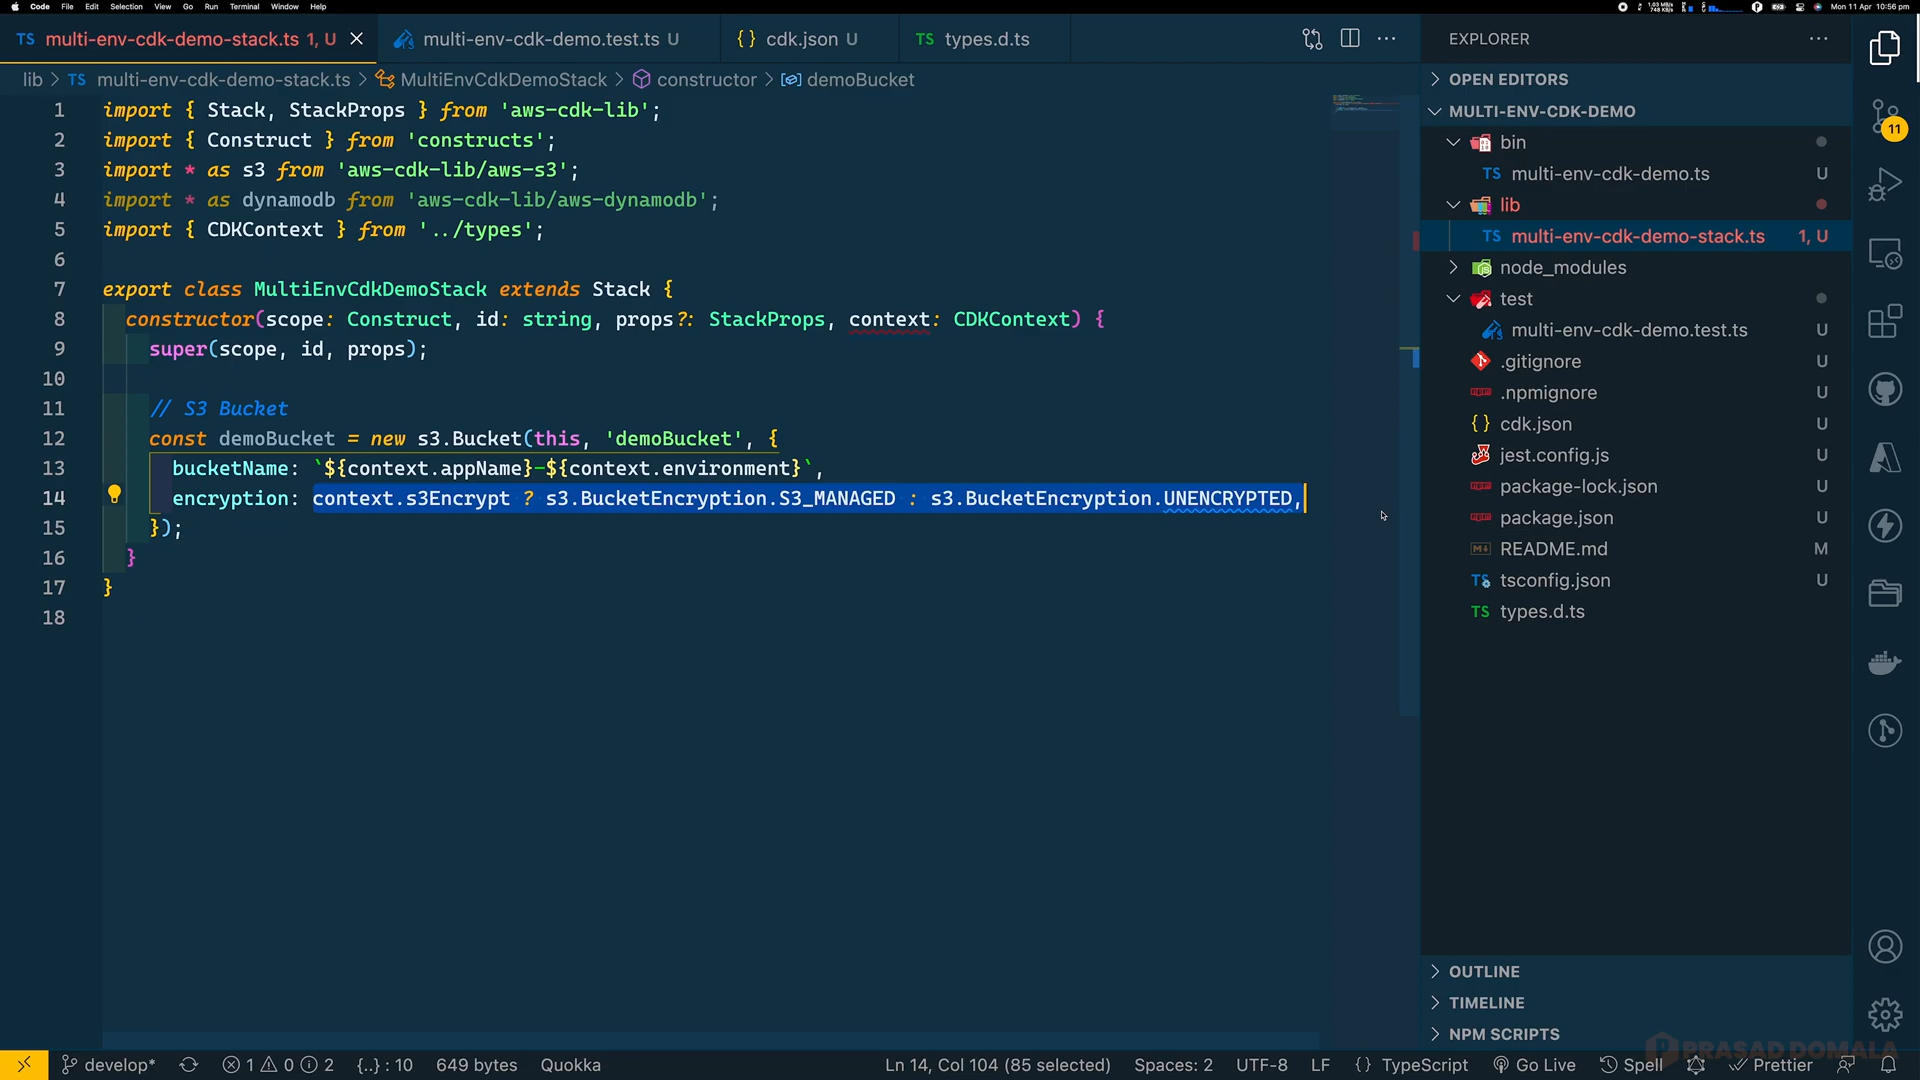 Code File Edit Selection View Go Run Terminal Window Help
1.03 MB/s
748 KB/s
Mon 11 Apr 10:56 pm
TS multi-env-cdk-demo-stack.ts 1, U
multi-env-cdk-demo.test.ts U
{} cdk.json U
TS types.d.ts
EXPLORER
lib > TS multi-env-cdk-demo-stack.ts > MultiEnvCdkDemoStack > constructor > demoBucket
1 import { Stack, StackProps } from 'aws-cdk-lib';
2 import { Construct } from 'constructs';
3 import * as s3 from 'aws-cdk-lib/aws-s3';
4 import * as dynamodb from 'aws-cdk-lib/aws-dynamodb';
5 import { CDKContext } from '../types';
6
7 export class MultiEnvCdkDemoStack extends Stack {
8 constructor(scope: Construct, id: string, props?: StackProps, context: CDKContext) {
9 super(scope, id, props);
10
11 // S3 Bucket
12 const demoBucket = new s3.Bucket(this, 'demoBucket', {
13 bucketName: `${context.appName}-${context.environment}`,
14 encryption: context.s3Encrypt ? s3.BucketEncryption.S3_MANAGED : s3.BucketEncryption.UNENCRYPTED,
15 });
16 }
17 }
18
OPEN EDITORS
MULTI-ENV-CDK-DEMO
bin
TS multi-env-cdk-demo.ts U
lib
TS multi-env-cdk-demo-stack.ts 1, U
node_modules
test
multi-env-cdk-demo.test.ts U
.gitignore U
.npmignore U
{} cdk.json U
jest.config.js U
package-lock.json U
package.json U
README.md M
TS tsconfig.json U
TS types.d.ts
OUTLINE
TIMELINE
NPM SCRIPTS
11
develop* 1 0 2 {..} : 10 649 bytes Quokka
Ln 14, Col 104 (85 selected) Spaces: 2 UTF-8 LF {} TypeScript Go Live Spell Prettier
PRASAD DOMALA